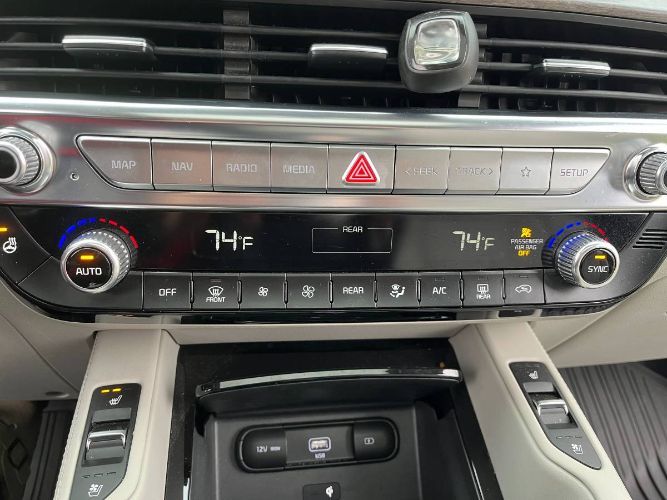 MAP NAV RADIO MEDIA < SEEK TRACK > SETUP
74°F REAR 74°F PASSENGER AIR BAG OFF
AUTO SYNC
OFF FRONT REAR A/C REAR
12V USB